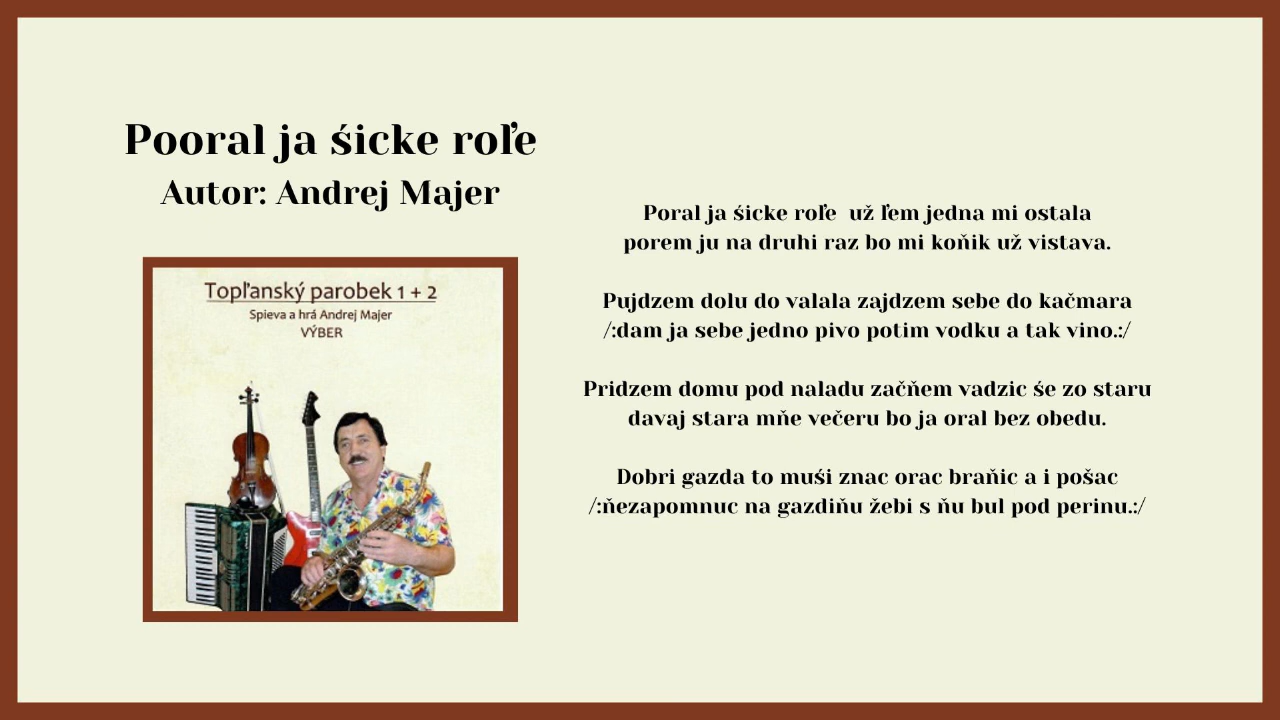 Pooral ja śicke roľe
Autor: Andrej Majer
Topľanský parobek 1 + 2
Spieva a hrá Andrej Majer
VÝBER
Poral ja śicke roľe  už ľem jedna mi ostala
porem ju na druhi raz bo mi koňik už vistava.
Pujdzem dolu do valala zajdzem sebe do kačmara
/:dam ja sebe jedno pivo potim vodku a tak vino.:/
Pridzem domu pod naladu začňem vadzic śe zo staru
davaj stara mňe večeru bo ja oral bez obedu.
Dobri gazda to muśi znac orac braňic a i pošac
/:ňezapomnuc na gazdiňu žebi s ňu bul pod perinu.:/